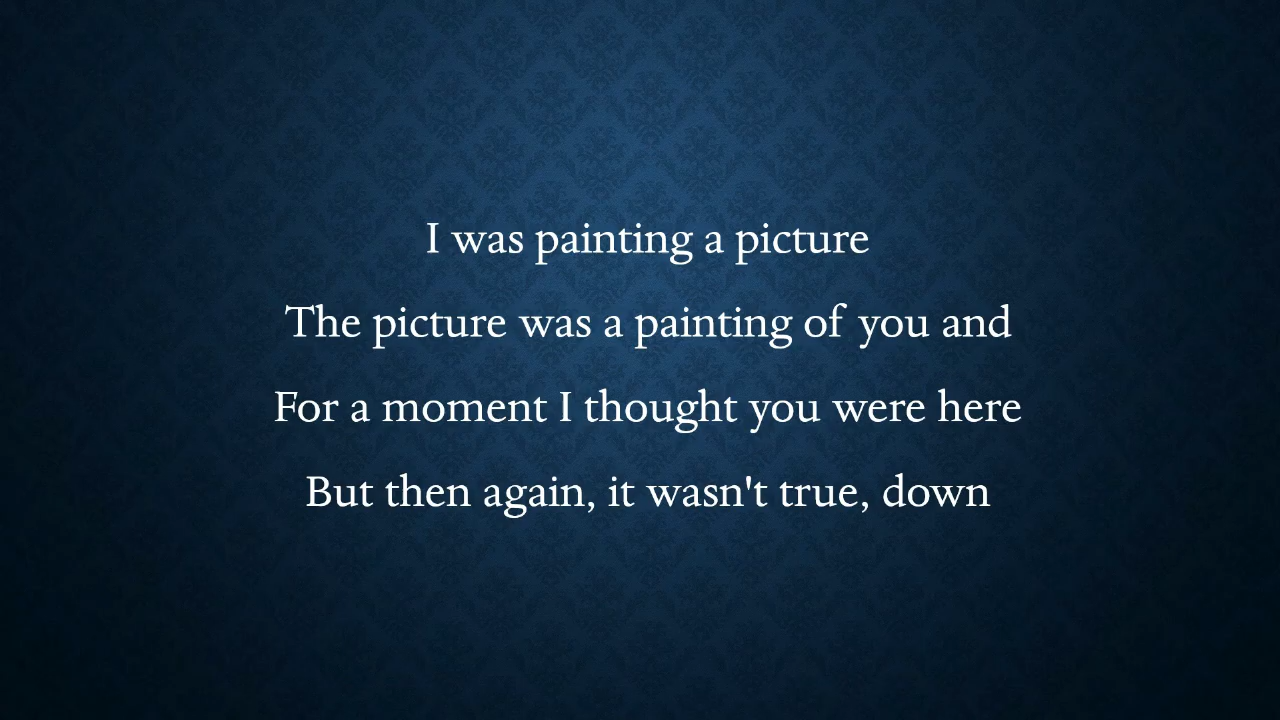 I was painting a picture
The picture was a painting of you and
For a moment I thought you were here
But then again, it wasn't true, down